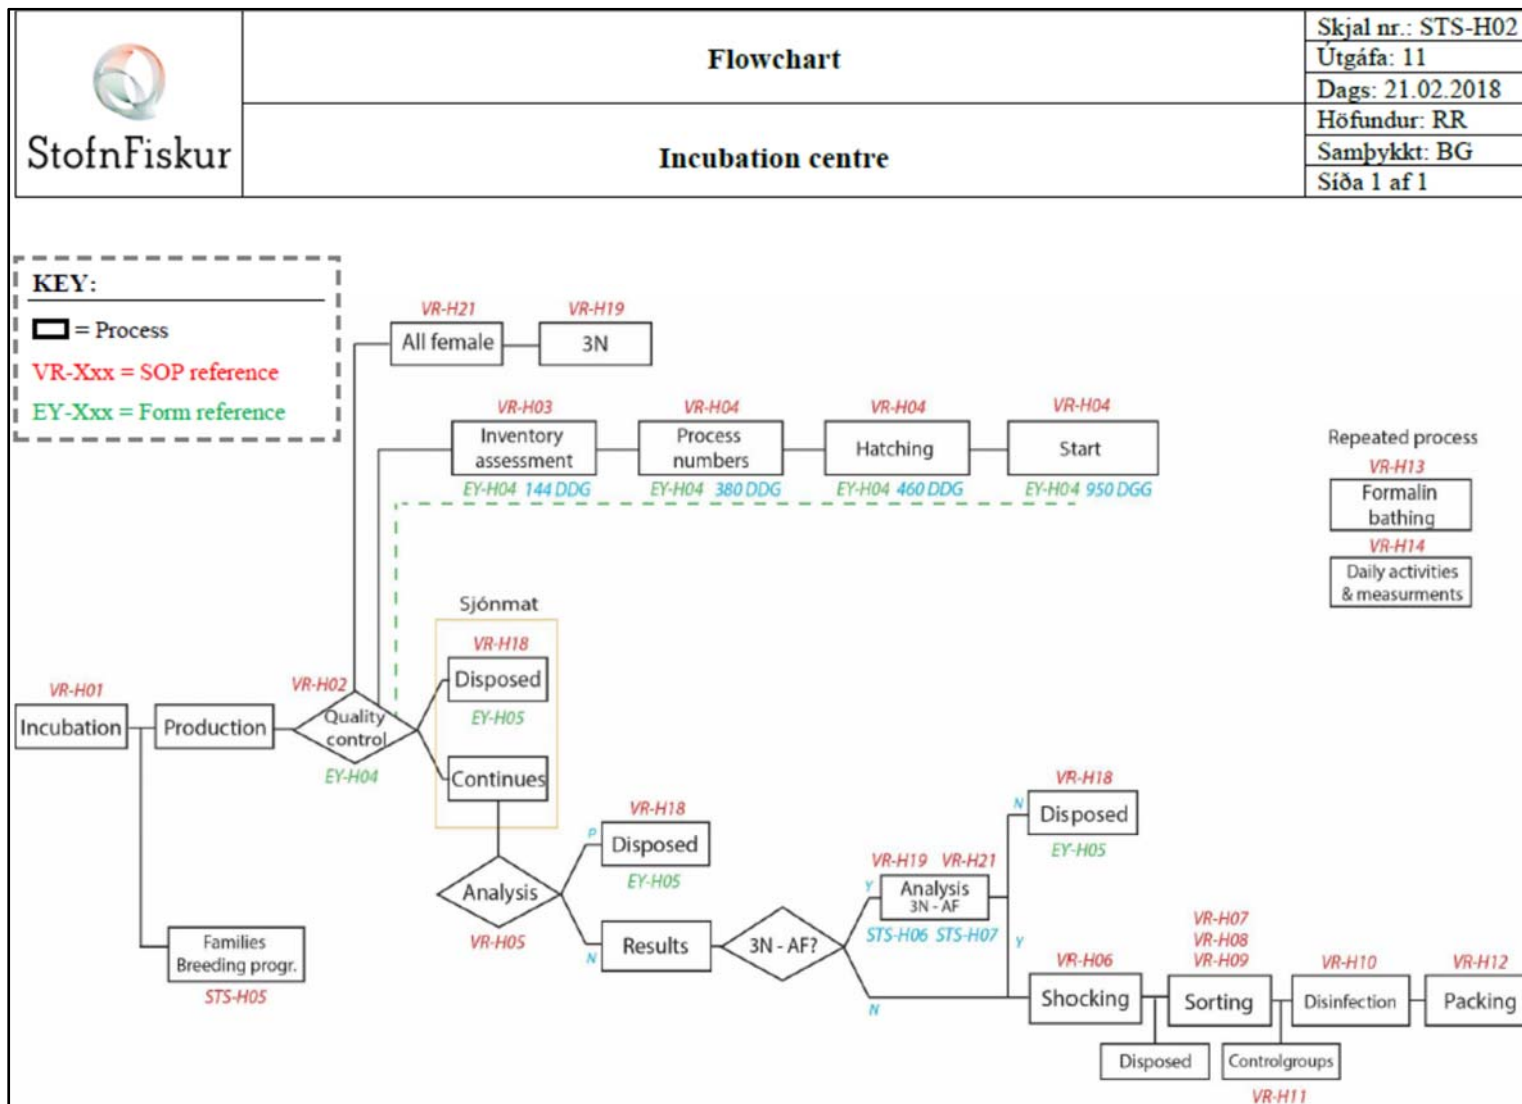 StofnFiskur
Flowchart
Incubation centre
Skjal nr.: STS-H02
Útgáfa: 11
Dags: 21.02.2018
Höfundur: RR
Samþykkt: BG
Síða 1 af 1
KEY:
= Process
VR-Xxx = SOP reference
EY-Xxx = Form reference
VR-H21
All female
VR-H19
3N
VR-H03
Inventory
assessment
EY-H04 144 DDG
VR-H04
Process
numbers
EY-H04 380 DDG
VR-H04
Hatching
EY-H04 460 DDG
VR-H04
Start
EY-H04 950 DGG
Repeated process
VR-H13
Formalin
bathing
VR-H14
Daily activities
& measurments
Sjónmat
VR-H18
Disposed
EY-H05
Continues
VR-H01
Incubation
Production
VR-H02
Quality
control
EY-H04
Families
Breeding progr.
STS-H05
Analysis
VR-H05
P
VR-H18
Disposed
EY-H05
N
Results
3N - AF?
Y
VR-H19 VR-H21
Analysis
3N - AF
STS-H06 STS-H07
N
N
VR-H18
Disposed
EY-H05
Y
VR-H06
Shocking
Disposed
VR-H07
VR-H08
VR-H09
Sorting
Controlgroups
VR-H11
VR-H10
Disinfection
VR-H12
Packing